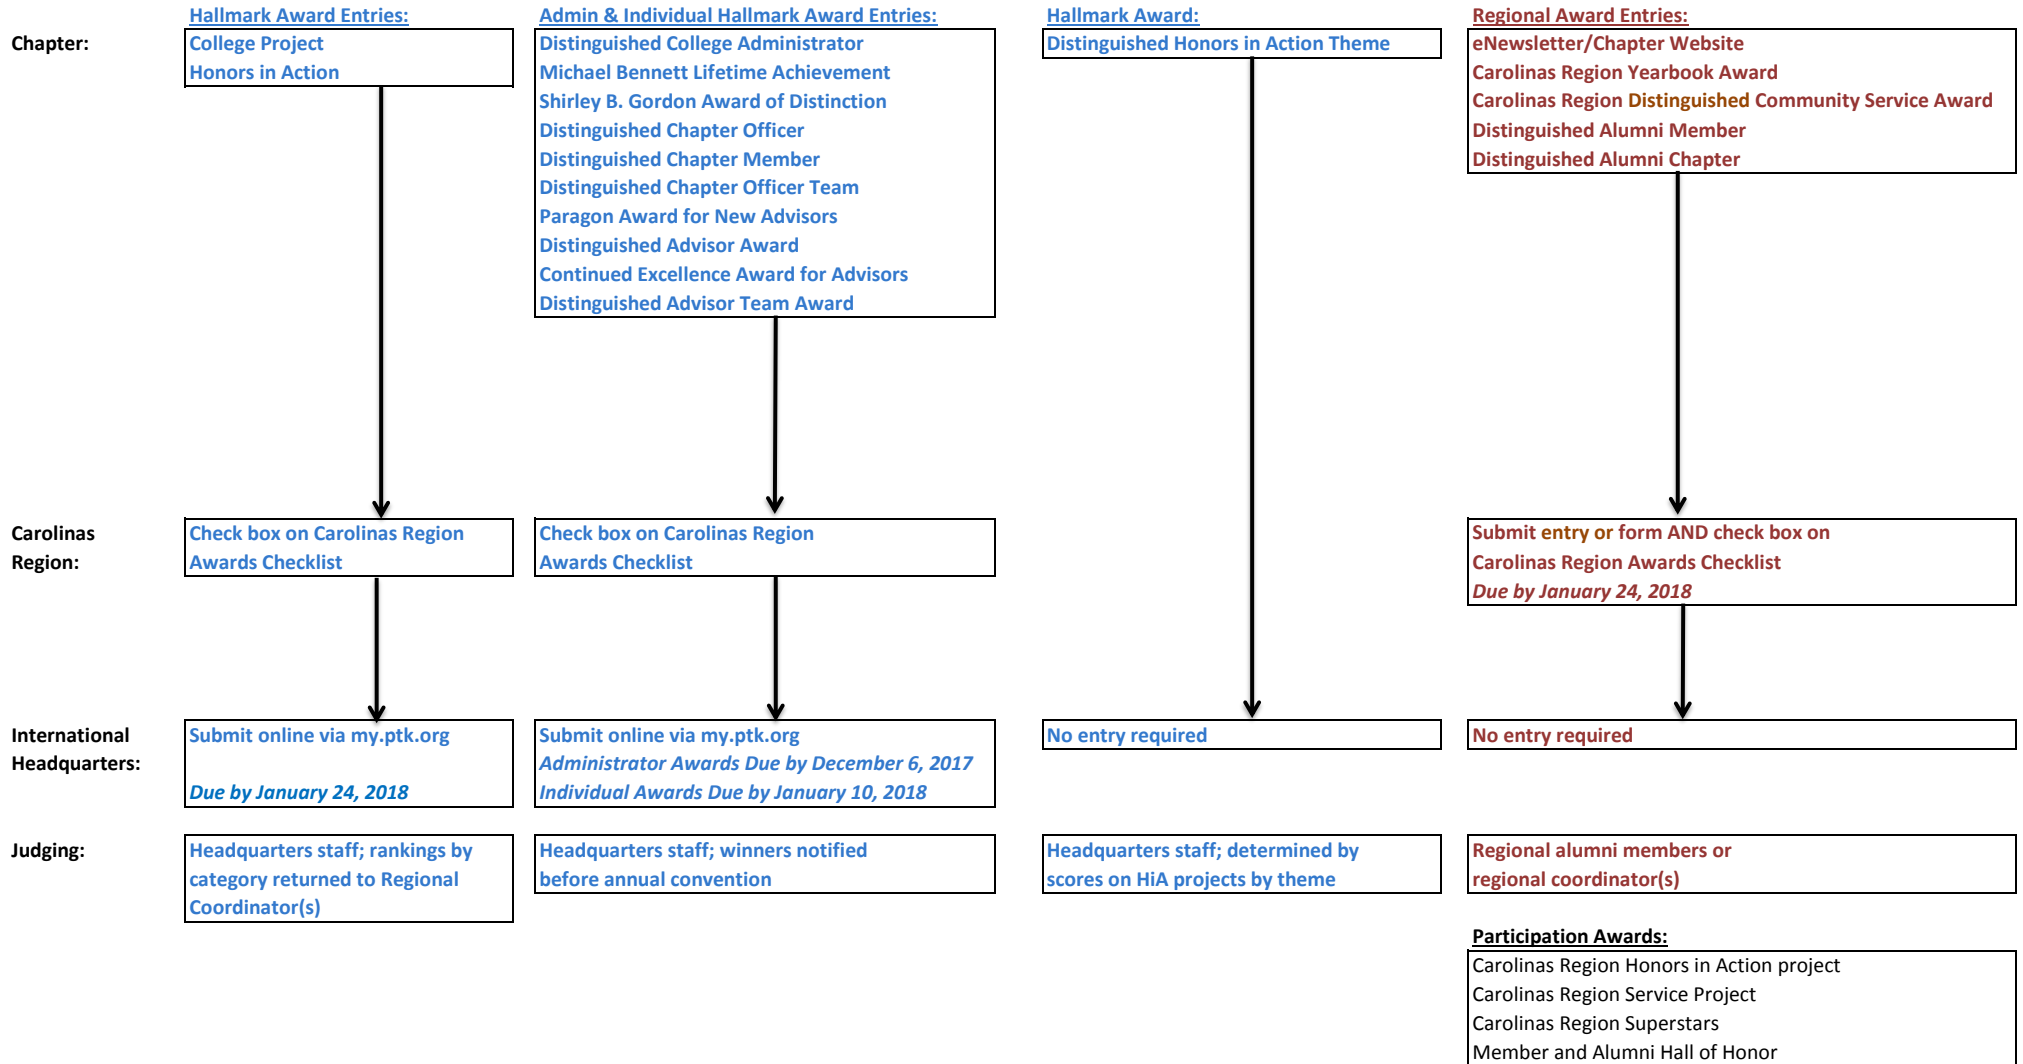 Hallmark Award Entries:
Admin & Individual Hallmark Award Entries:
Hallmark Award:
Regional Award Entries:
Chapter:
College Project
Honors in Action
Distinguished College Administrator
Michael Bennett Lifetime Achievement
Shirley B. Gordon Award of Distinction
Distinguished Chapter Officer
Distinguished Chapter Member
Distinguished Chapter Officer Team
Paragon Award for New Advisors
Distinguished Advisor Award
Continued Excellence Award for Advisors
Distinguished Advisor Team Award
Distinguished Honors in Action Theme
eNewsletter/Chapter Website
Carolinas Region Yearbook Award
Carolinas Region Distinguished Community Service Award
Distinguished Alumni Member
Distinguished Alumni Chapter
Carolinas
Region:
Check box on Carolinas Region
Awards Checklist
Check box on Carolinas Region
Awards Checklist
Submit entry or form AND check box on
Carolinas Region Awards Checklist
Due by January 24, 2018
International
Headquarters:
Submit online via my.ptk.org
Due by January 24, 2018
Submit online via my.ptk.org
Administrator Awards Due by December 6, 2017
Individual Awards Due by January 10, 2018
No entry required
No entry required
Judging:
Headquarters staff; rankings by
category returned to Regional
Coordinator(s)
Headquarters staff; winners notified
before annual convention
Headquarters staff; determined by
scores on HiA projects by theme
Regional alumni members or
regional coordinator(s)
Participation Awards:
Carolinas Region Honors in Action project
Carolinas Region Service Project
Carolinas Region Superstars
Member and Alumni Hall of Honor